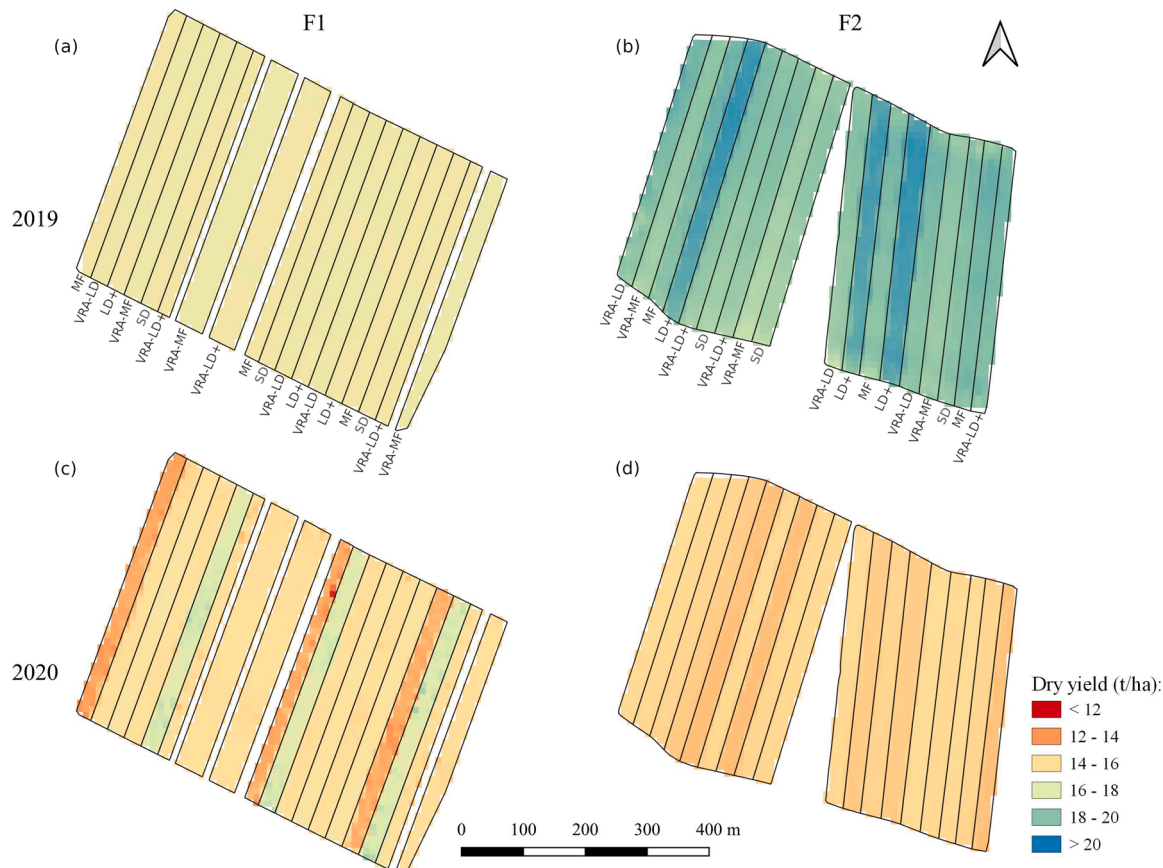 F1
F2
(a)
(b)
2019
MF
VRA-LD
LD+
VRA-MF
SD
VRA-LD+
VRA-MF
VRA-LD+
MF
SD
VRA-LD
LD+
VRA-LD
LD+
MF
SD
VRA-LD+
VRA-MF
VRA-LD
VRA-MF
MF
LD+
VRA-LD+
SD
VRA-LD+
VRA-MF
SD
VRA-LD
LD+
MF
LD+
VRA-LD
VRA-MF
SD
MF
VRA-LD+
(c)
(d)
2020
Dry yield (t/ha):
< 12
12 - 14
14 - 16
16 - 18
18 - 20
> 20
0 100 200 300 400 m